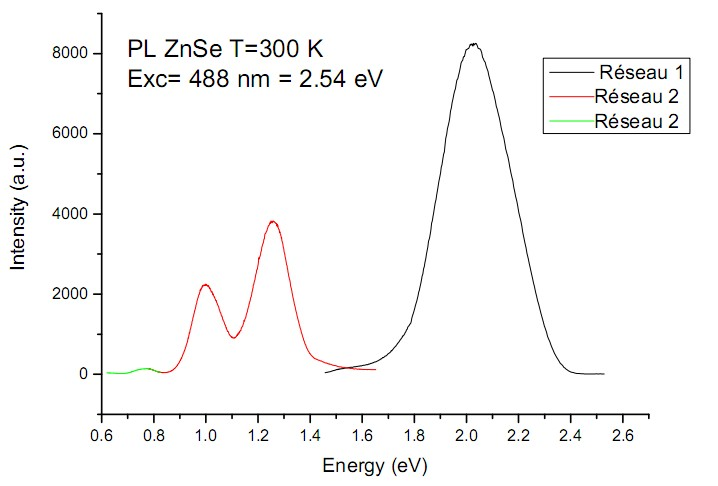 PL ZnSe T=300 K
Exc= 488 nm = 2.54 eV
Réseau 1
Réseau 2
Réseau 2
Intensity (a.u.)
8000
6000
4000
2000
0
0.6 0.8 1.0 1.2 1.4 1.6 1.8 2.0 2.2 2.4 2.6
Energy (eV)